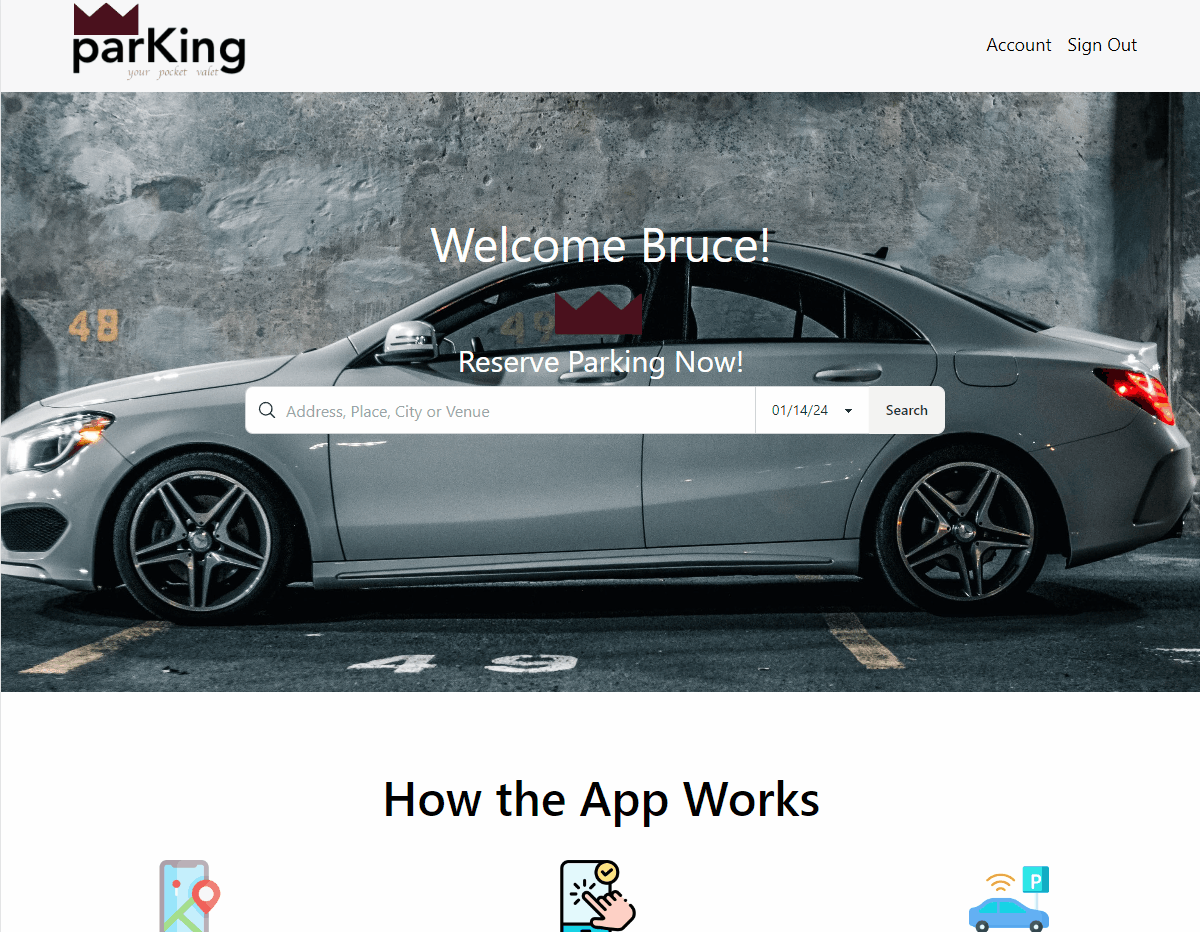 parKing
your pocket valet
Account Sign Out
Welcome Bruce!
48
49
Reserve Parking Now!
Address, Place, City or Venue
01/14/24
Search
49
How the App Works
P